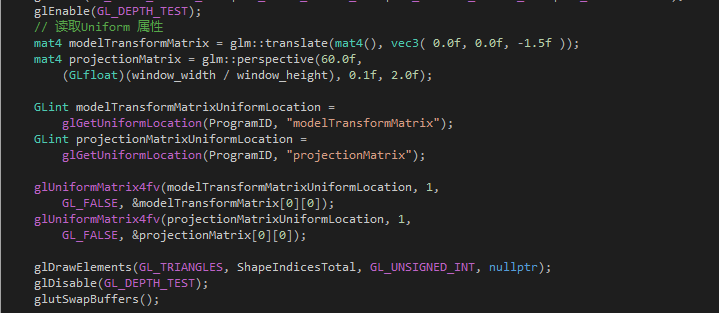 glEnable(GL_DEPTH_TEST);
// 读取Uniform 属性
mat4 modelTransformMatrix = glm::translate(mat4(), vec3( 0.0f, 0.0f, -1.5f ));
mat4 projectionMatrix = glm::perspective(60.0f,
(GLfloat)(window_width / window_height), 0.1f, 2.0f);
GLint modelTransformMatrixUniformLocation =
glGetUniformLocation(ProgramID, "modelTransformMatrix");
GLint projectionMatrixUniformLocation =
glGetUniformLocation(ProgramID, "projectionMatrix");
glUniformMatrix4fv(modelTransformMatrixUniformLocation, 1,
GL_FALSE, &modelTransformMatrix[0][0]);
glUniformMatrix4fv(projectionMatrixUniformLocation, 1,
GL_FALSE, &projectionMatrix[0][0]);
glDrawElements(GL_TRIANGLES, ShapeIndicesTotal, GL_UNSIGNED_INT, nullptr);
glDisable(GL_DEPTH_TEST);
glutSwapBuffers();